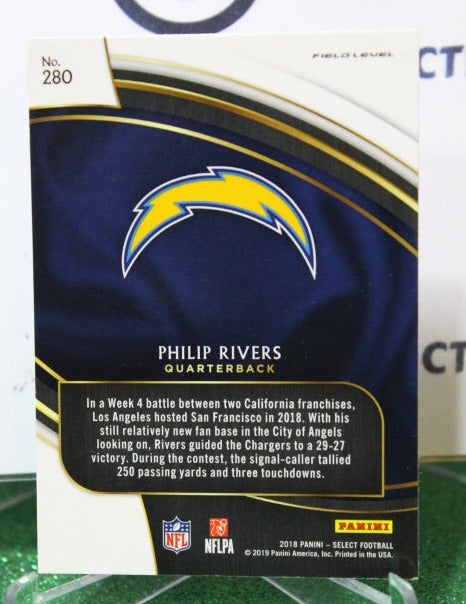 No.
280
FIELD LEVEL
CT
PHILIP RIVERS
QUARTERBACK
In a Week 4 battle between two California franchises,
Los Angeles hosted San Francisco in 2018. With his
still relatively new fan base in the City of Angels
looking on, Rivers guided the Chargers to a 29-27
victory. During the contest, the signal-caller tallied
250 passing yards and three touchdowns.
NFL
NFLPA
PANINI
2018 PANINI – SELECT FOOTBALL
© 2019 Panini America, Inc. Printed in the USA.